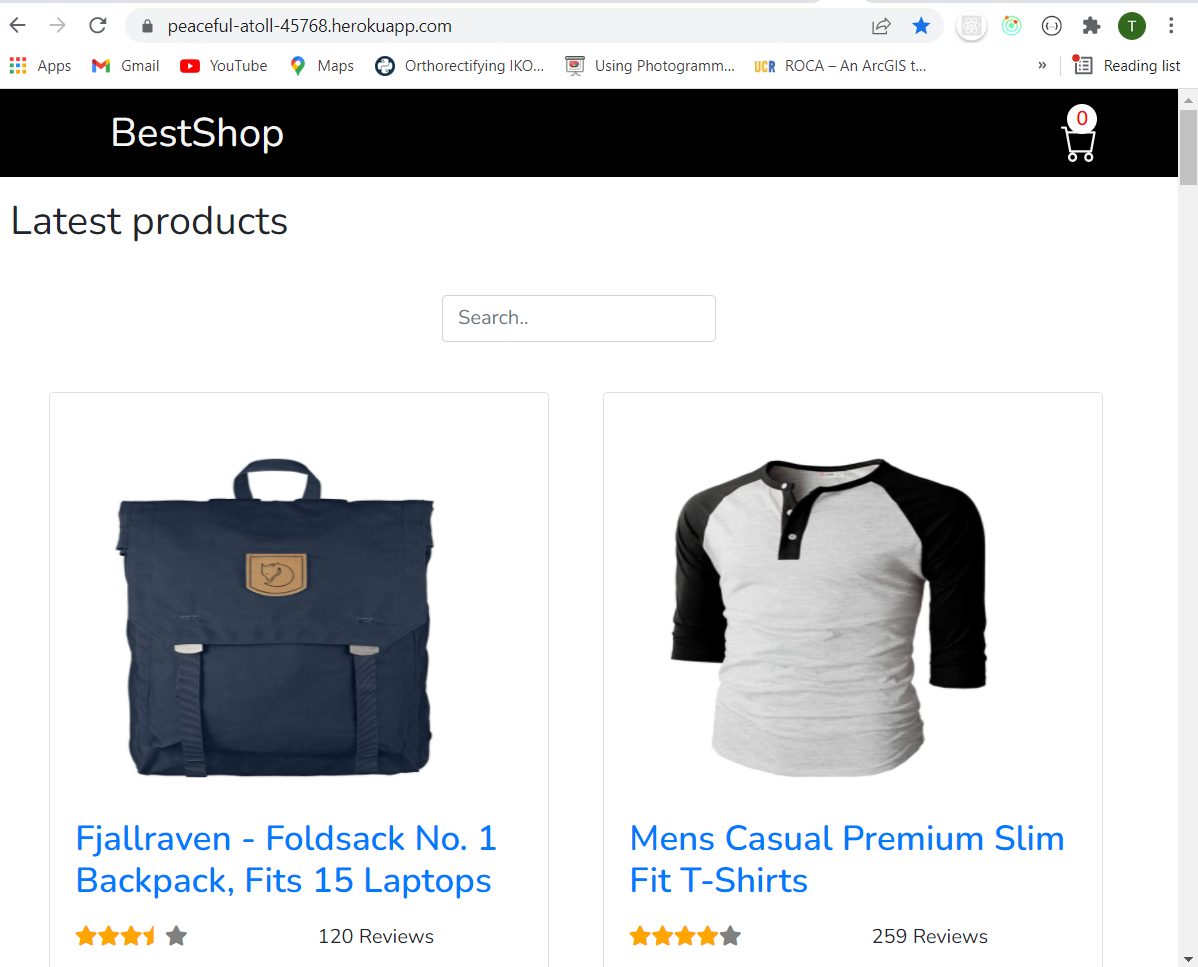 peaceful-atoll-45768.herokuapp.com
T
Apps Gmail YouTube Maps Orthorectifying IKO... Using Photogramm... UCR ROCA – An ArcGIS t... » Reading list
BestShop
0
Latest products
Search..
Fjallraven - Foldsack No. 1
Backpack, Fits 15 Laptops
120 Reviews
Mens Casual Premium Slim
Fit T-Shirts
259 Reviews